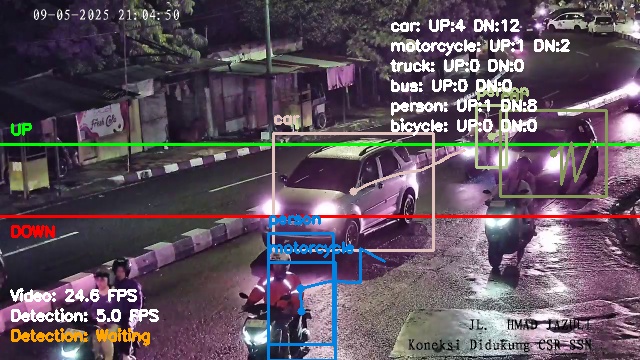 09-05-2025 21:04:50
car: UP:4 DN:12
motorcycle: UP:1 DN:2
truck: UP:0 DN:0
bus: UP:0 DN:0
person
person: UP:1 DN:8
bicycle: UP:0 DN:0
car
UP
Fresh Cola
W
person
DOWN
motorcycle
Video: 24.6 FPS
Detection: 5.0 FPS
Detection: Waiting
JL. HMAD JAZULI
Koneksi Didukung CSR SSN